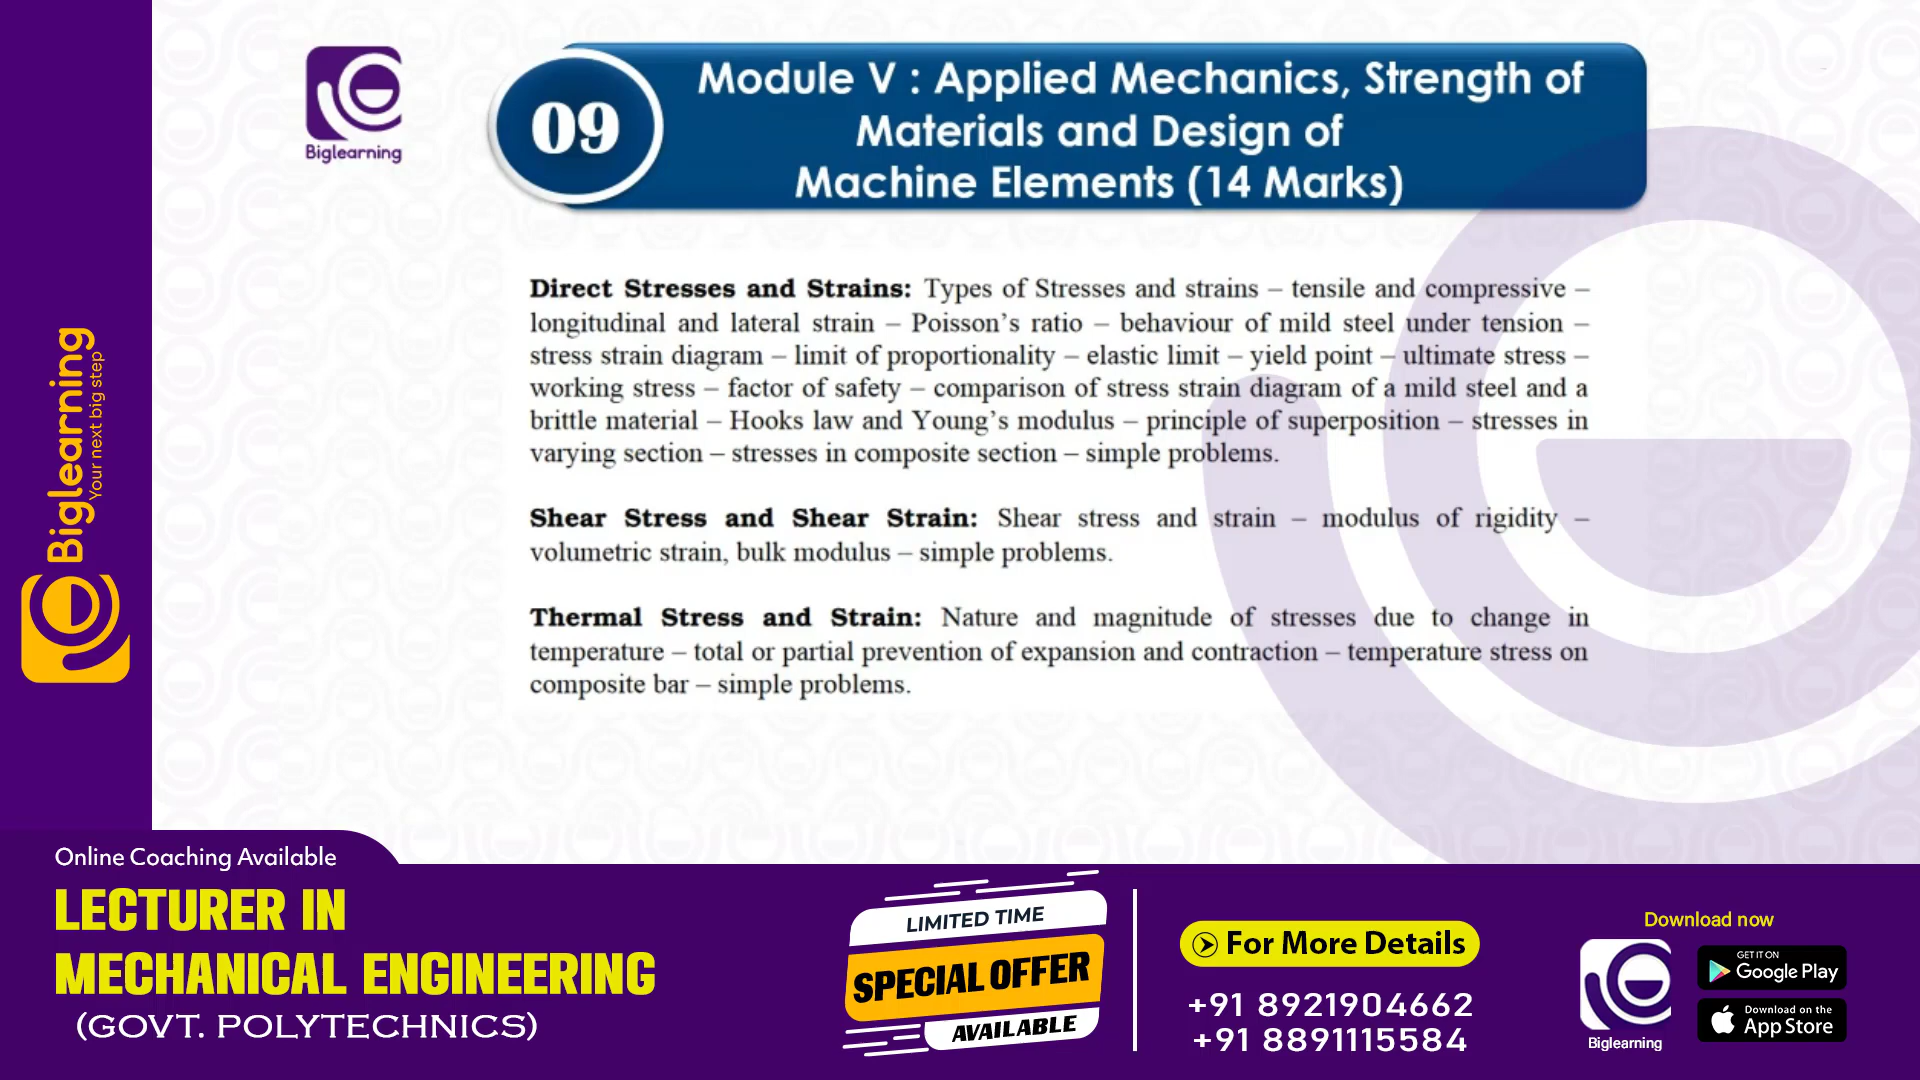 Biglearning
09
Module V : Applied Mechanics, Strength of
Materials and Design of
Machine Elements (14 Marks)
Direct Stresses and Strains: Types of Stresses and strains – tensile and compressive –
longitudinal and lateral strain – Poisson's ratio – behaviour of mild steel under tension –
stress strain diagram – limit of proportionality – elastic limit – yield point – ultimate stress –
working stress – factor of safety – comparison of stress strain diagram of a mild steel and a
brittle material – Hooks law and Young's modulus – principle of superposition – stresses in
varying section – stresses in composite section – simple problems.
Shear Stress and Shear Strain: Shear stress and strain – modulus of rigidity –
volumetric strain, bulk modulus – simple problems.
Thermal Stress and Strain: Nature and magnitude of stresses due to change in
temperature – total or partial prevention of expansion and contraction – temperature stress on
composite bar – simple problems.
Biglearning
Your next big step
Online Coaching Available
LECTURER IN
MECHANICAL ENGINEERING
(GOVT. POLYTECHNICS)
LIMITED TIME
SPECIAL OFFER
AVAILABLE
For More Details
+91 8921904662
+91 8891115584
Download now
Biglearning
GET IT ON
Google Play
Download on the
App Store